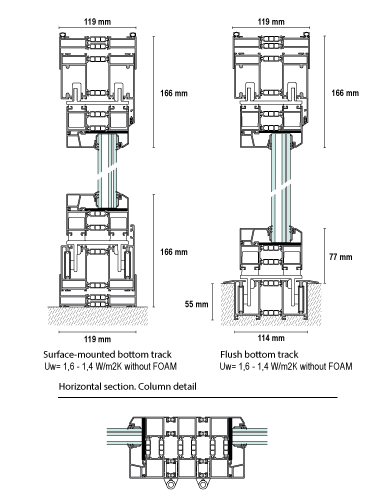 119 mm
119 mm
166 mm
166 mm
166 mm
77 mm
55 mm
119 mm
114 mm
Surface-mounted bottom track
Uw= 1,6 - 1,4 W/m2K without FOAM
Flush bottom track
Uw= 1,6 - 1,4 W/m2K without FOAM
Horizontal section. Column detail